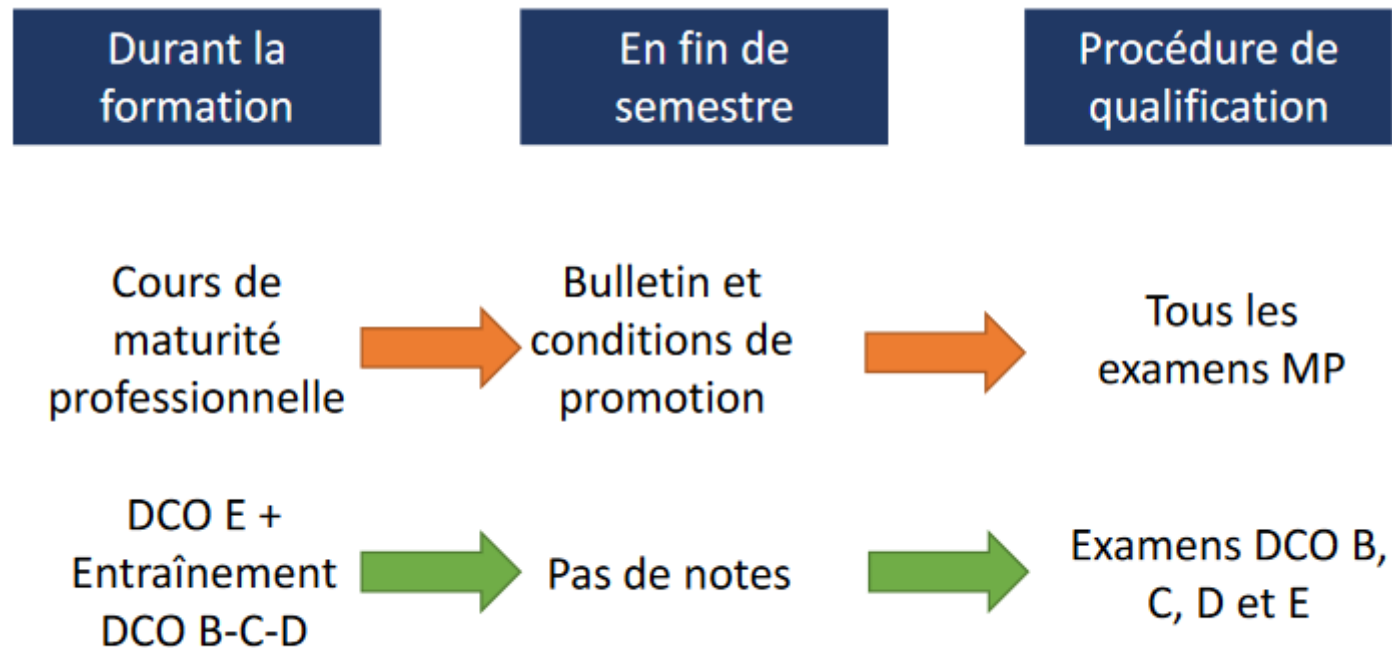 Durant la
formation
En fin de
semestre
Procédure de
qualification
Cours de
maturité
professionnelle
Bulletin et
conditions de
promotion
Tous les
examens MP
DCO E +
Entraînement
DCO B-C-D
Pas de notes
Examens DCO B,
C, D et E